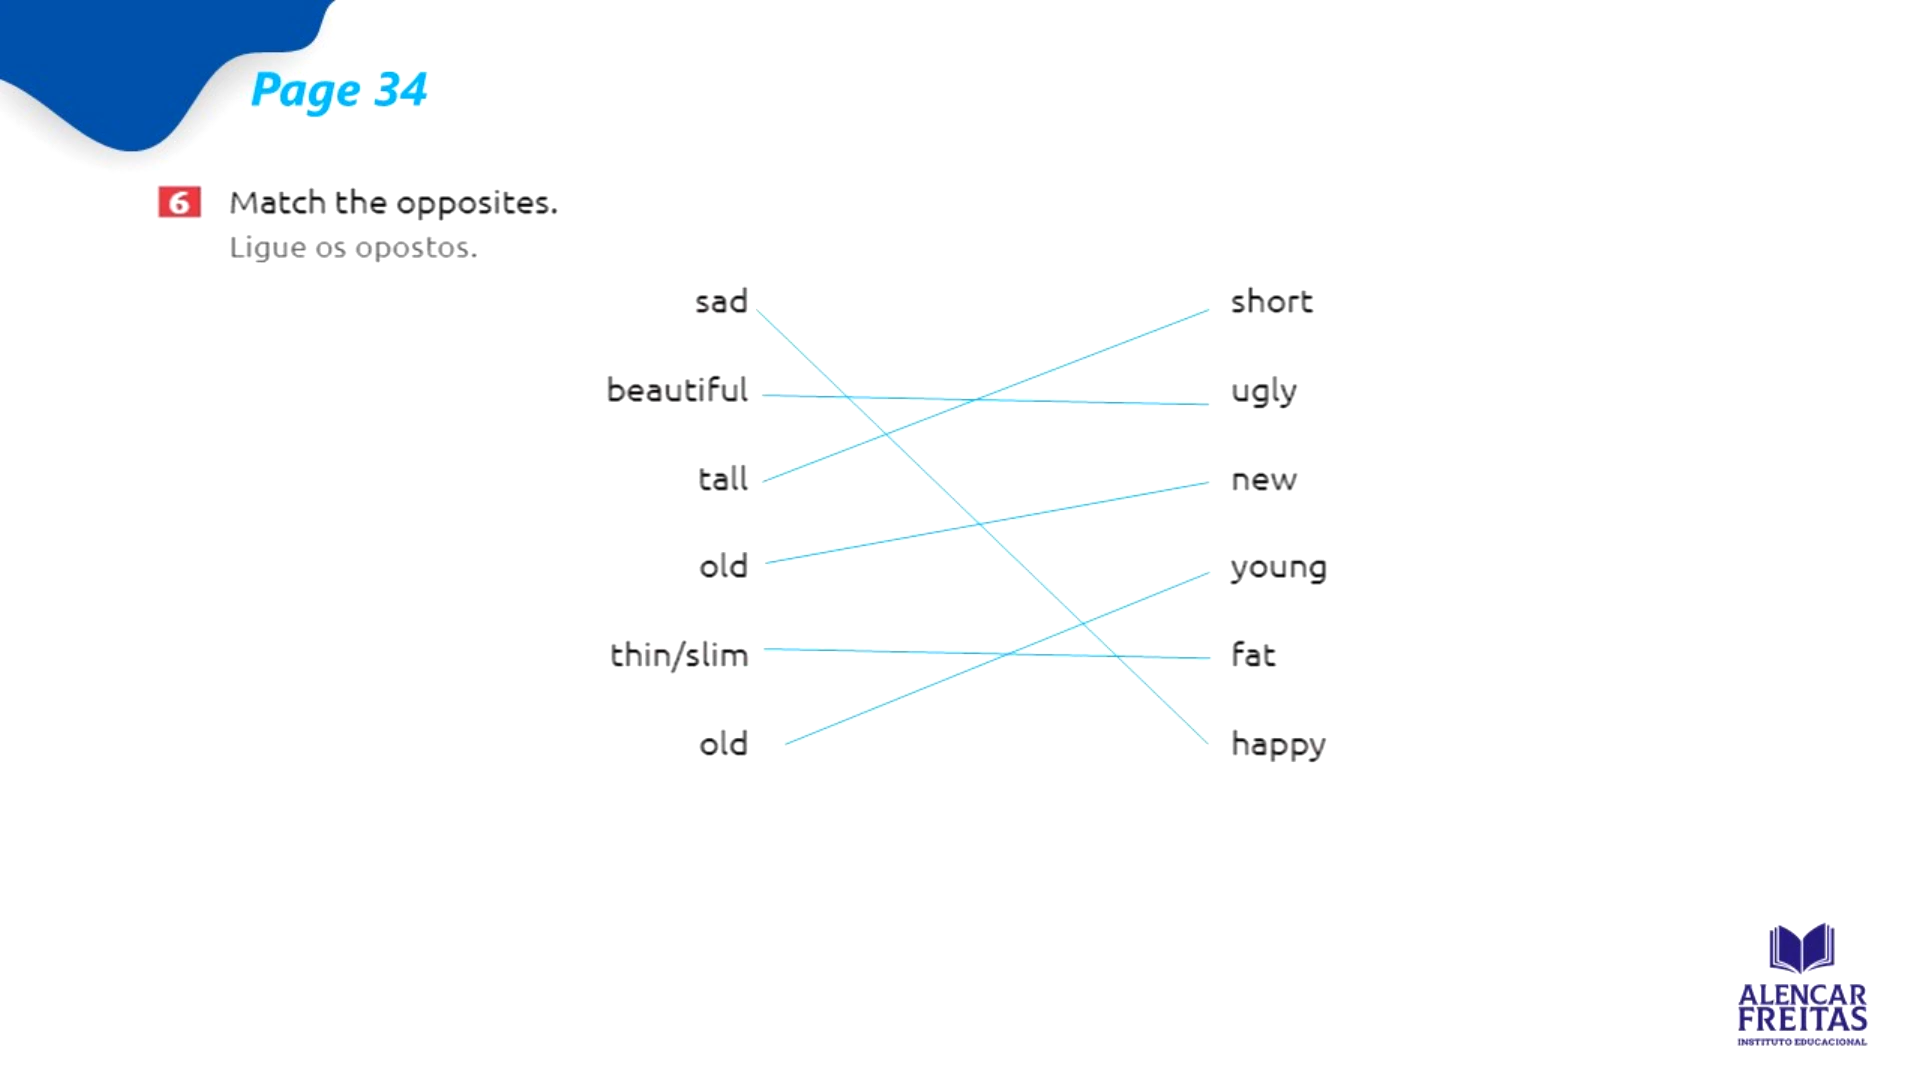 Page 34
6 Match the opposites.
Ligue os opostos.
sad short
beautiful ugly
tall new
old young
thin/slim fat
old happy
ALENCAR
FREITAS
INSTITUTO EDUCACIONAL